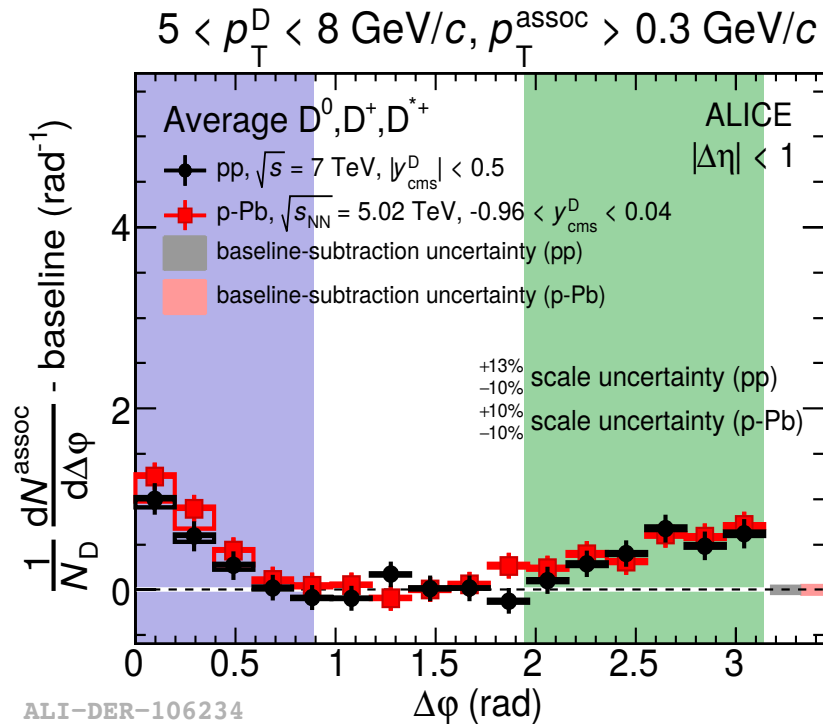 5 < p_T^D < 8 GeV/c, p_T^assoc > 0.3 GeV/c
Average D⁰,D⁺,D*⁺
ALICE
|Δη| < 1
pp, √s = 7 TeV, |y_cms^D| < 0.5
p-Pb, √s_NN = 5.02 TeV, -0.96 < y_cms^D < 0.04
baseline-subtraction uncertainty (pp)
baseline-subtraction uncertainty (p-Pb)
+13% −10% scale uncertainty (pp)
+10% −10% scale uncertainty (p-Pb)
1/N_D dN^assoc/dΔφ - baseline (rad⁻¹)
4
2
0
0 0.5 1 1.5 2 2.5 3
Δφ (rad)
ALI−DER−106234